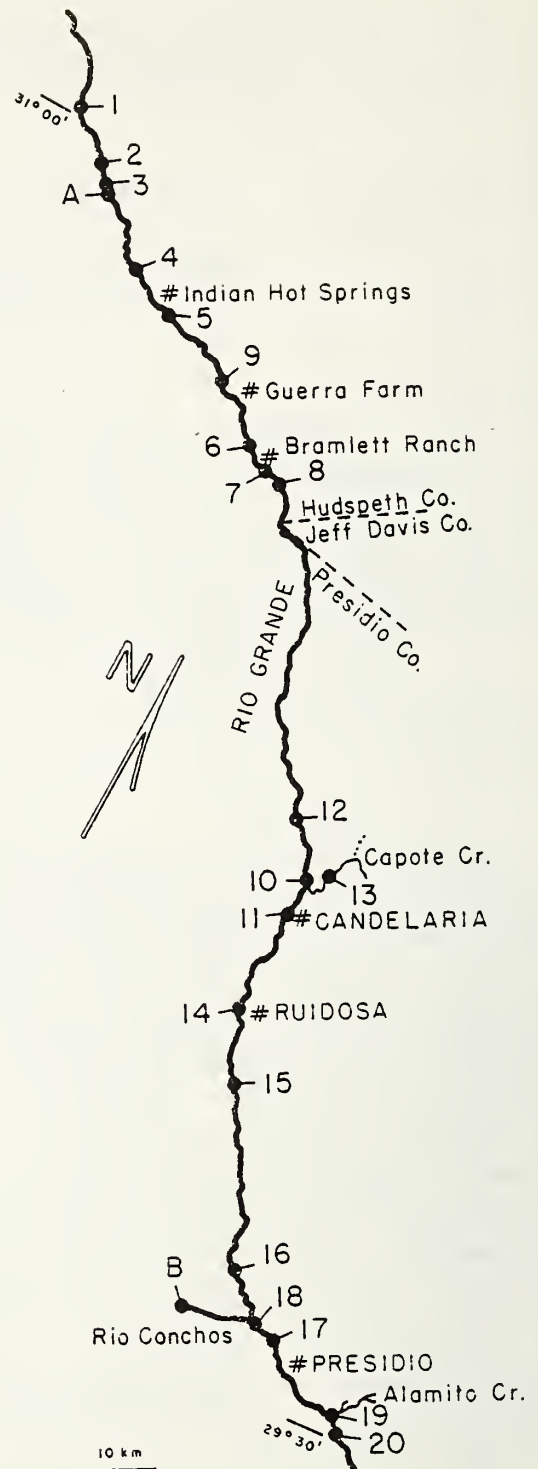 31°00'
1
2
3
A
4
# Indian Hot Springs
5
9
# Guerra Farm
6
# Bramlett Ranch
7
8
Hudspeth Co.
Jeff Davis Co.
Presidio Co.
RIO GRANDE
N
12
Capote Cr.
10
13
11
# CANDELARIA
14
# RUIDOSA
15
16
B
18
Rio Conchos
17
# PRESIDIO
Alamito Cr.
19
29°30'
20
10 km